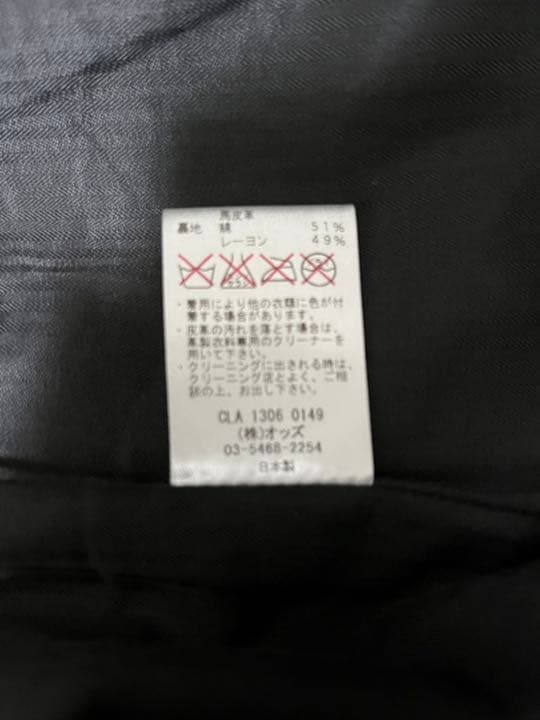 馬皮革
裏地 綿 51%
レーヨン 49%
・着用により他の衣類に色が付
着する場合があります。
・皮革の汚れを落とす場合は、
革製衣料専用のクリーナーを
用いて下さい。
・クリーニングに出される時は、
クリーニング店とよく、ご相
談の上、お出し下さい。
CLA 1306 0149
(株)オッズ
03-5468-2254
日本製